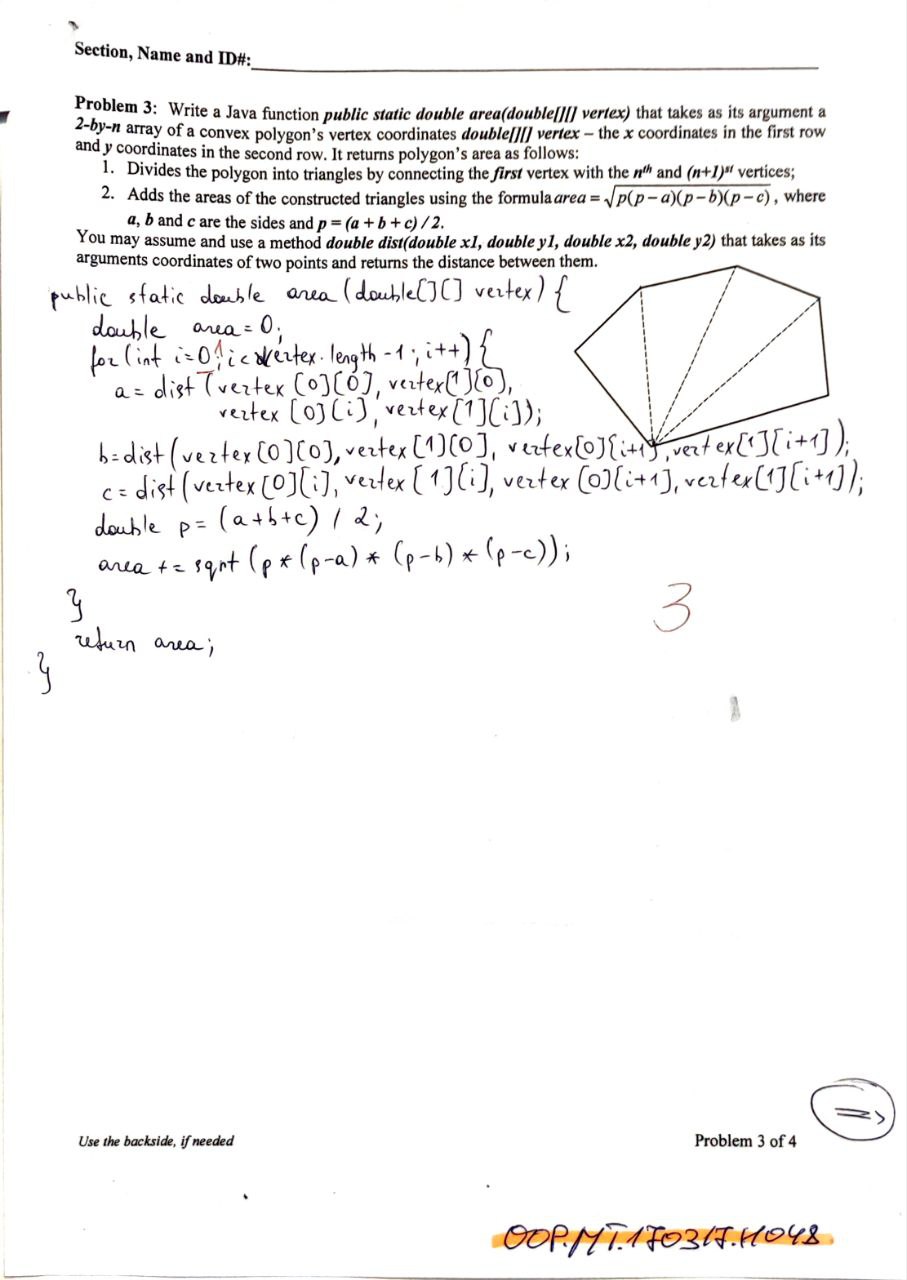 Section, Name and ID#:
Problem 3: Write a Java function public static double area(double[][] vertex) that takes as its argument a
2-by-n array of a convex polygon's vertex coordinates double[][] vertex – the x coordinates in the first row
and y coordinates in the second row. It returns polygon's area as follows:
1. Divides the polygon into triangles by connecting the first vertex with the nth and (n+1)st vertices;
2. Adds the areas of the constructed triangles using the formula area = √p(p – a)(p – b)(p – c) , where
a, b and c are the sides and p = (a + b + c) / 2.
You may assume and use a method double dist(double x1, double y1, double x2, double y2) that takes as its
arguments coordinates of two points and returns the distance between them.
public static double area (double[][] vertex) {
double area = 0;
for (int i=0; i< vertex.length -1; i++) {
a = dist (vertex [0][0], vertex[1][0],
vertex [0][i], vertex[1][i]);
b=dist (vertex [0][0], vertex [1][0], vertex[0][i+1], vertex[1][i+1]);
c = dist (vertex [0][i], vertex [1][i], vertex [0][i+1], vertex[1][i+1]);
double p = (a+b+c) / 2;
area += sqrt (p * (p-a) * (p-b) * (p-c));
}
3
return area;
}
=>
Use the backside, if needed
Problem 3 of 4
OOP.MT.170317.H048